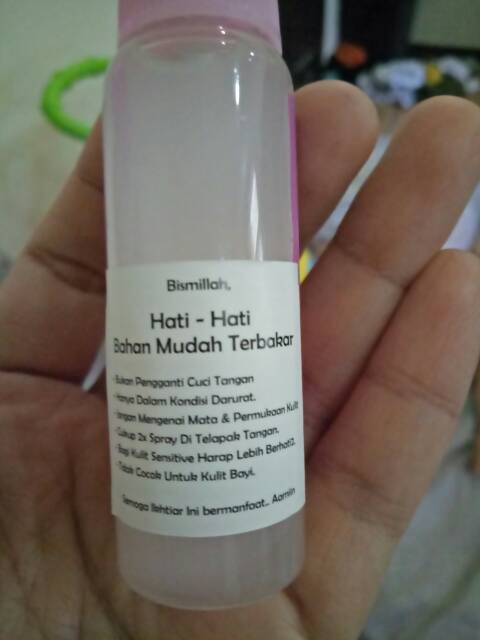 Bismillah,
Hati - Hati
Bahan Mudah Terbakar
- Bukan Pengganti Cuci Tangan
- Hanya Dalam Kondisi Darurat.
- Jangan Mengenai Mata & Permukaan Kulit
- Cukup 2x Spray Di Telapak Tangan.
- Bagi Kulit Sensitive Harap Lebih Berhati2.
- Tidak Cocok Untuk Kulit Bayi.
Semoga Ikhtiar Ini bermanfaat.. Aamiin